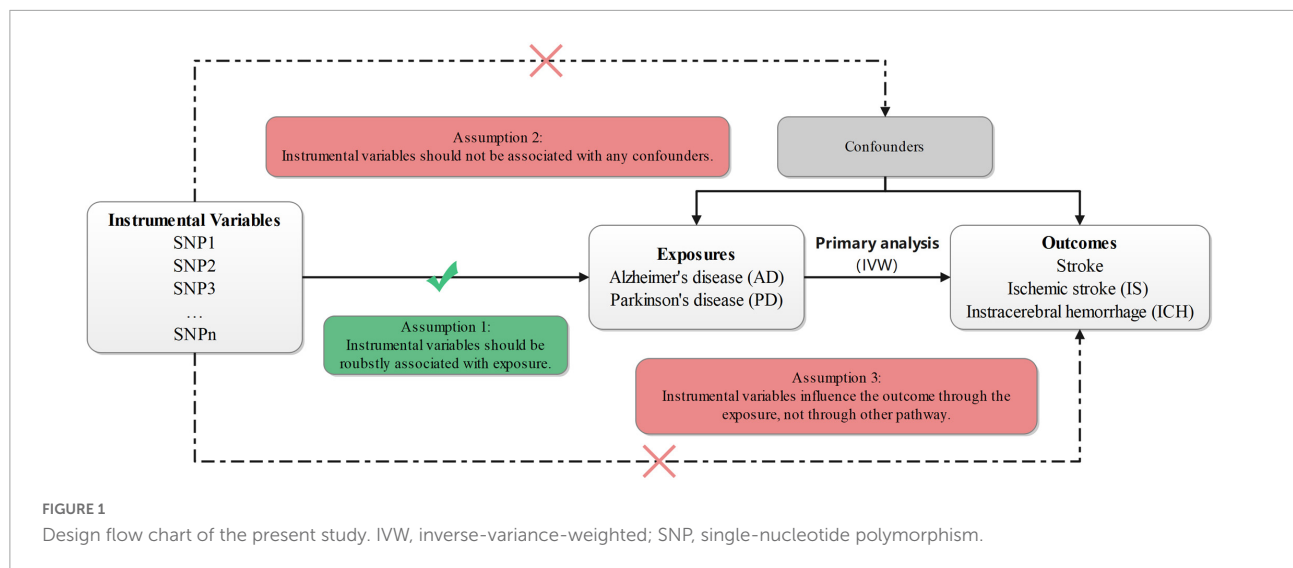 Assumption 2:
Instrumental variables should not be associated with any confounders.
Confounders
Instrumental Variables
SNP1
SNP2
SNP3
...
SNPn
Exposures
Alzheimer's disease (AD)
Parkinson's disease (PD)
Primary analysis
(IVW)
Outcomes
Stroke
Ischemic stroke (IS)
Instracerebral hemorrhage (ICH)
Assumption 1:
Instrumental variables should be
roubstly associated with exposure.
Assumption 3:
Instrumental variables influence the outcome through the
exposure, not through other pathway.
FIGURE 1
Design flow chart of the present study. IVW, inverse-variance-weighted; SNP, single-nucleotide polymorphism.